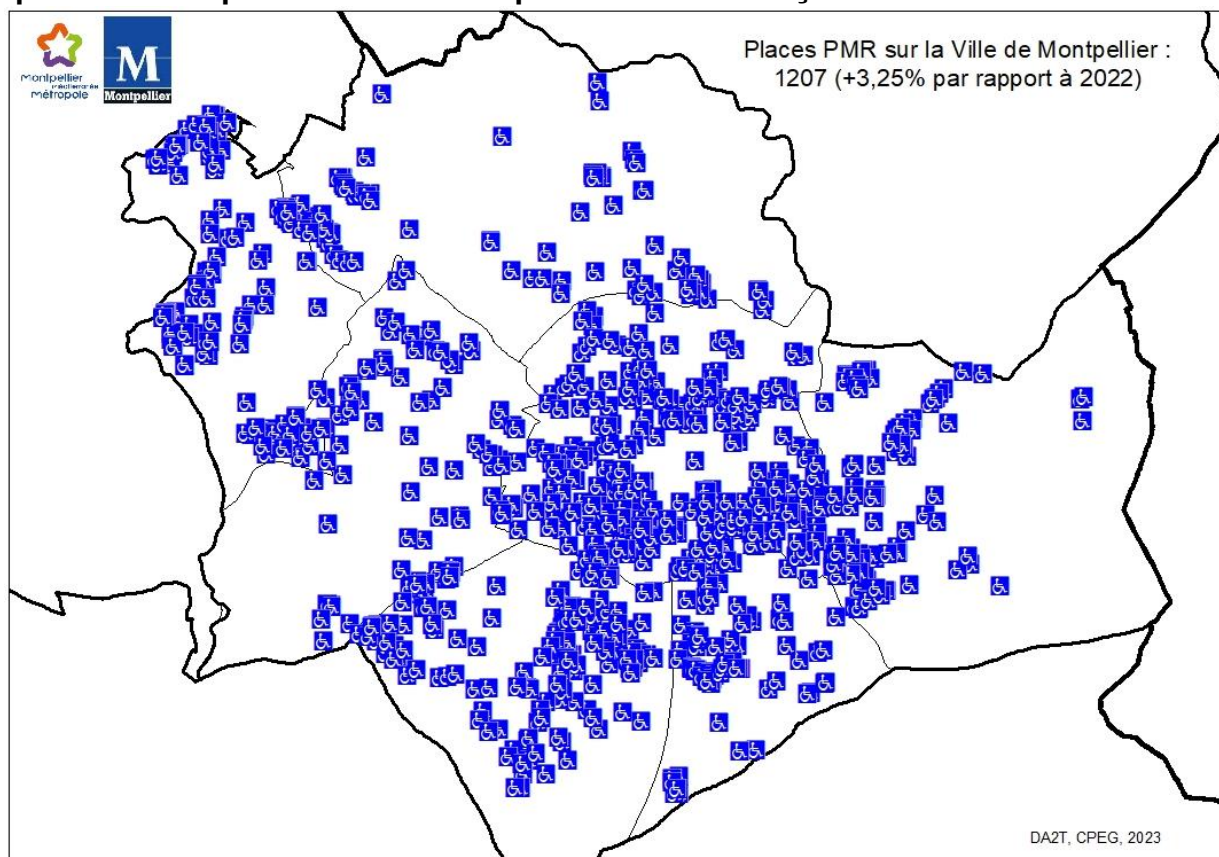 Montpellier
méditerranée
métropole
M
Montpellier
Places PMR sur la Ville de Montpellier :
1207 (+3,25% par rapport à 2022)
DA2T, CPEG, 2023